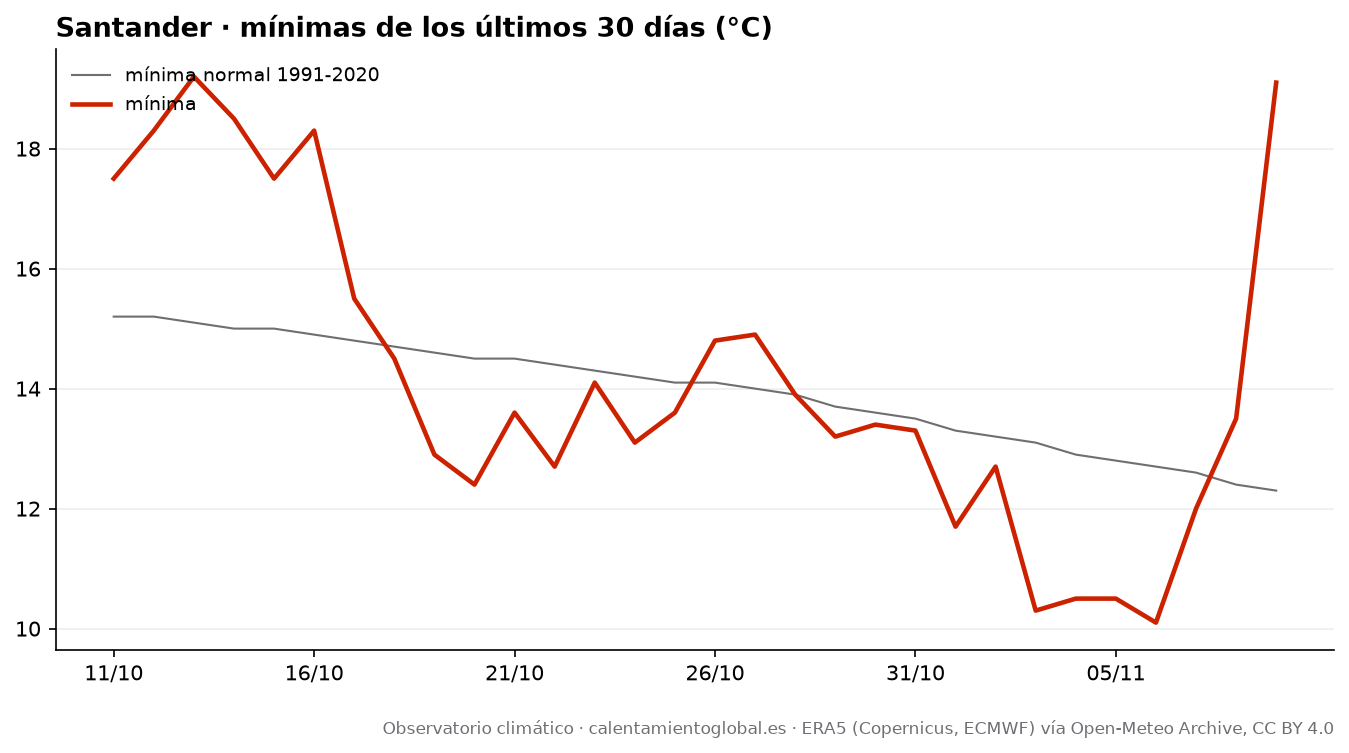 Santander · mínimas de los últimos 30 días (°C)
mínima normal 1991-2020
mínima
18
16
14
12
10
11/10
16/10
21/10
26/10
31/10
05/11
Observatorio climático · calentamientoglobal.es · ERA5 (Copernicus, ECMWF) vía Open-Meteo Archive, CC BY 4.0